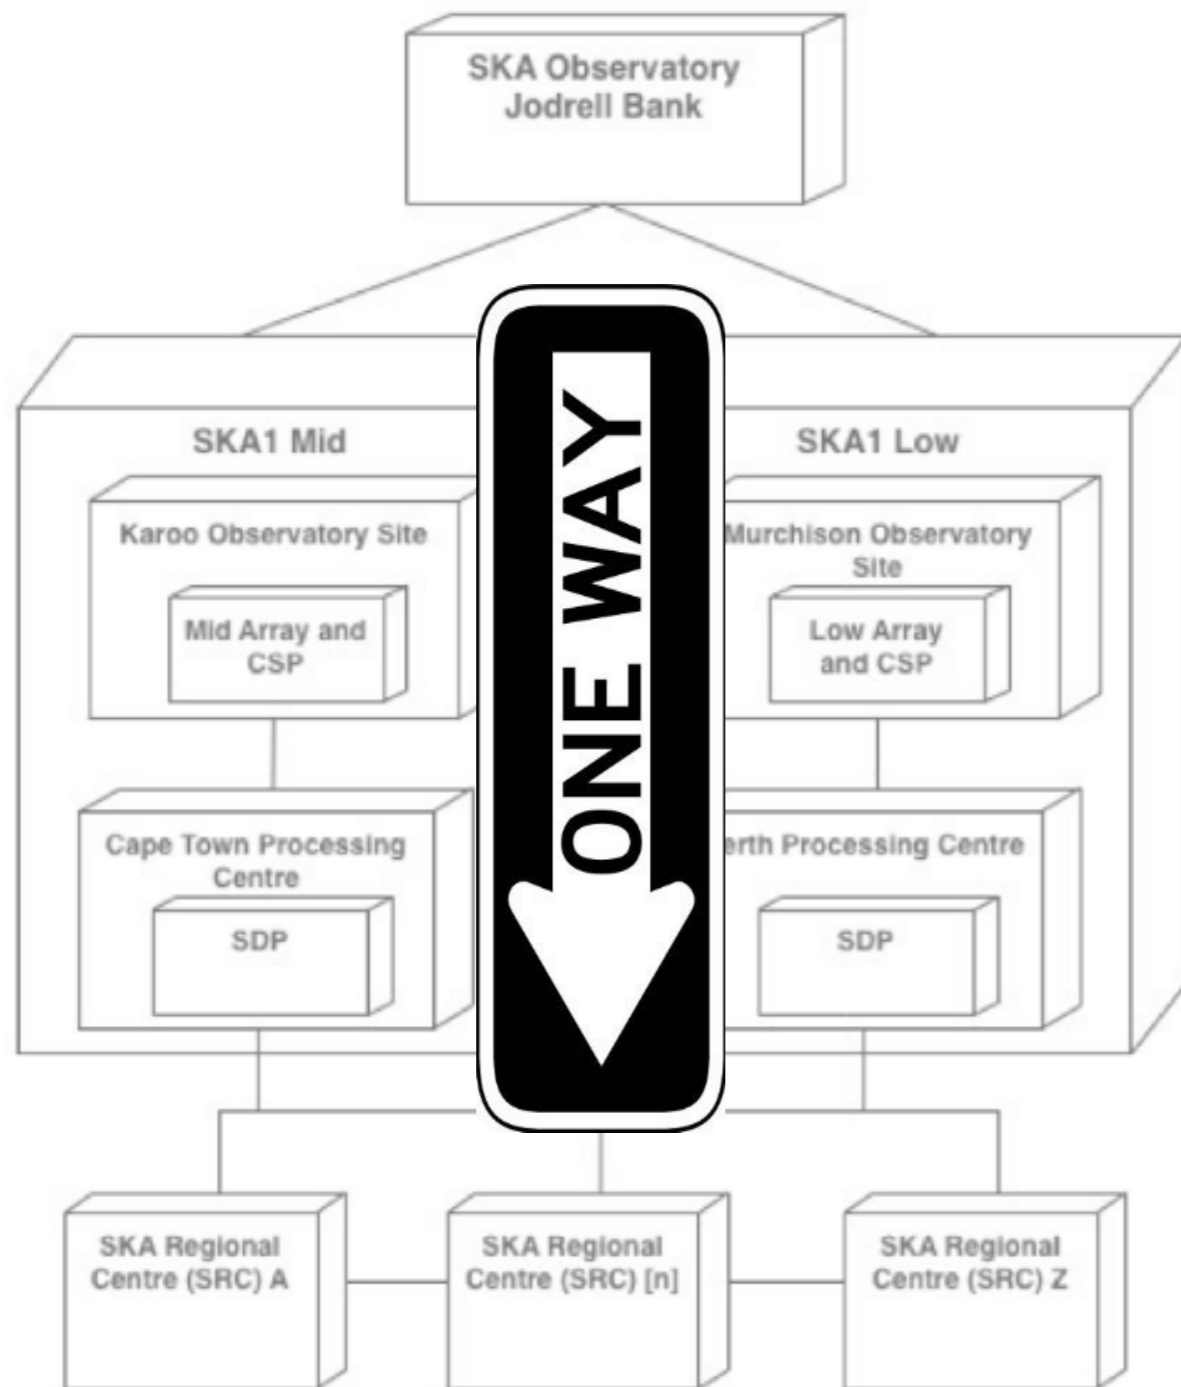 SKA Observatory
Jodrell Bank
SKA1 Mid
SKA1 Low
Karoo Observatory Site
Mid Array and
CSP
Murchison Observatory
Site
Low Array
and CSP
ONE WAY
Cape Town Processing
Centre
SDP
erth Processing Centre
SDP
SKA Regional
Centre (SRC) A
SKA Regional
Centre (SRC) [n]
SKA Regional
Centre (SRC) Z